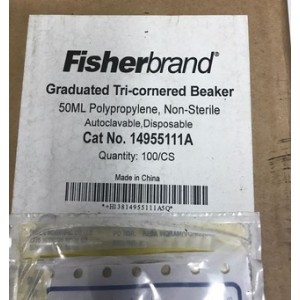 Fisherbrand
Graduated Tri-cornered Beaker
50ML Polypropylene, Non-Sterile
Autoclavable,Disposable
Cat No. 14955111A
Quantity: 100/CS
Made in China
*+H3814955111A5Q*